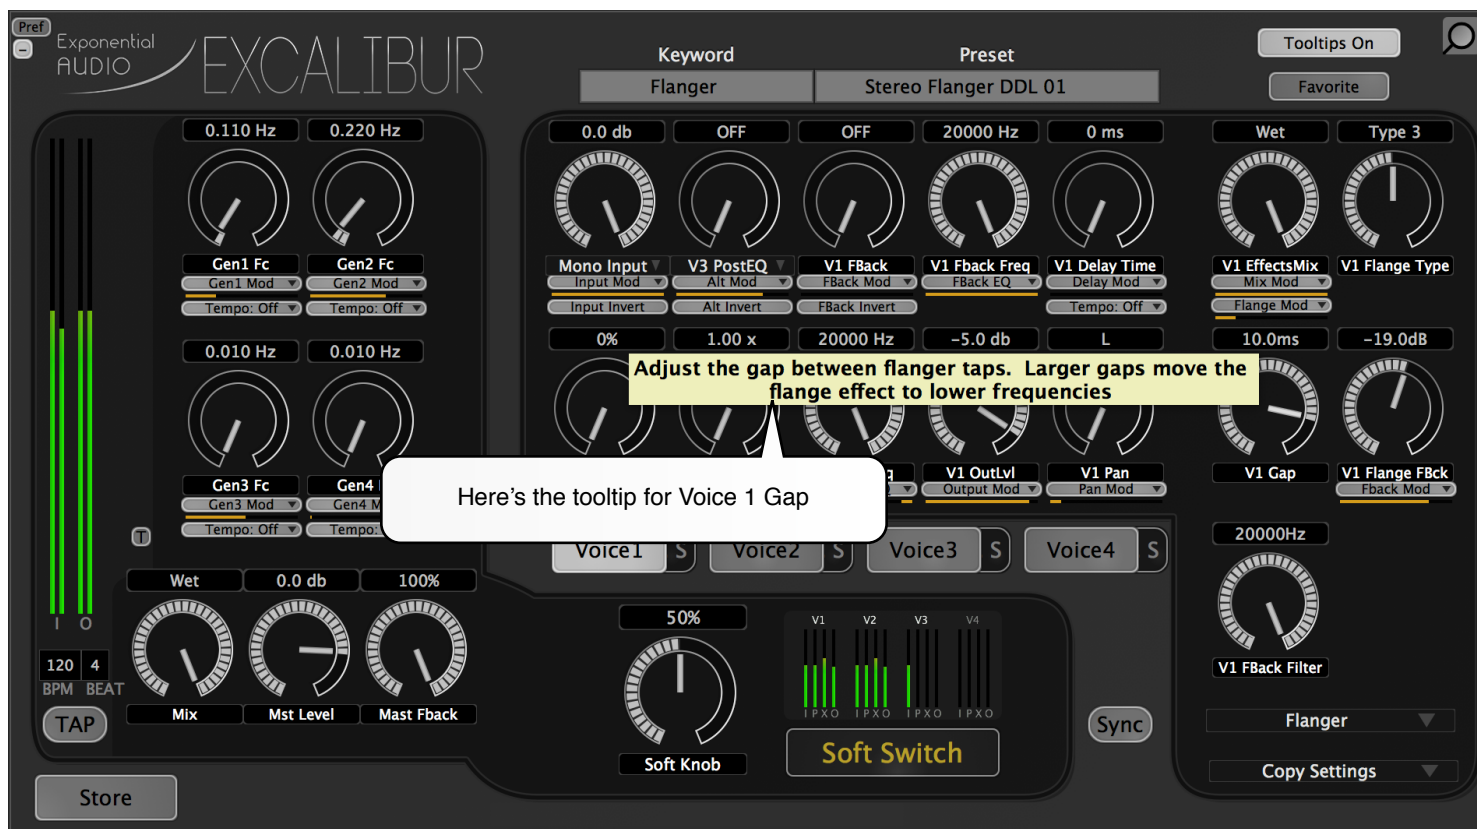 Pref
Exponential
AUDIO
EXCALIBUR
Keyword
Preset
Tooltips On
Flanger
Stereo Flanger DDL 01
Favorite
0.110 Hz
0.220 Hz
0.0 db
OFF
OFF
20000 Hz
0 ms
Wet
Type 3
Gen1 Fc
Gen2 Fc
Mono Input
V3 PostEQ
V1 FBack
V1 Fback Freq
V1 Delay Time
V1 EffectsMix
V1 Flange Type
Gen1 Mod
Gen2 Mod
Input Mod
Alt Mod
FBack Mod
FBack EQ
Delay Mod
Mix Mod
Tempo: Off
Tempo: Off
Input Invert
Alt Invert
FBack Invert
Tempo: Off
Flange Mod
0.010 Hz
0.010 Hz
0%
1.00 x
20000 Hz
-5.0 db
L
10.0ms
-19.0dB
Adjust the gap between flanger taps.  Larger gaps move the
flange effect to lower frequencies
Here's the tooltip for Voice 1 Gap
Gen3 Fc
Gen4
V1 OutLvl
V1 Pan
V1 Gap
V1 Flange FBck
Gen3 Mod
Gen4 M
Output Mod
Pan Mod
Fback Mod
Tempo: Off
Tempo:
T
Voice1
S
Voice2
S
Voice3
S
Voice4
S
20000Hz
V1 FBack Filter
Wet
0.0 db
100%
I O
120
4
BPM
BEAT
TAP
Mix
Mst Level
Mast Fback
50%
Soft Knob
V1
V2
V3
V4
I P X O
I P X O
I P X O
I P X O
Soft Switch
Sync
Flanger
Copy Settings
Store